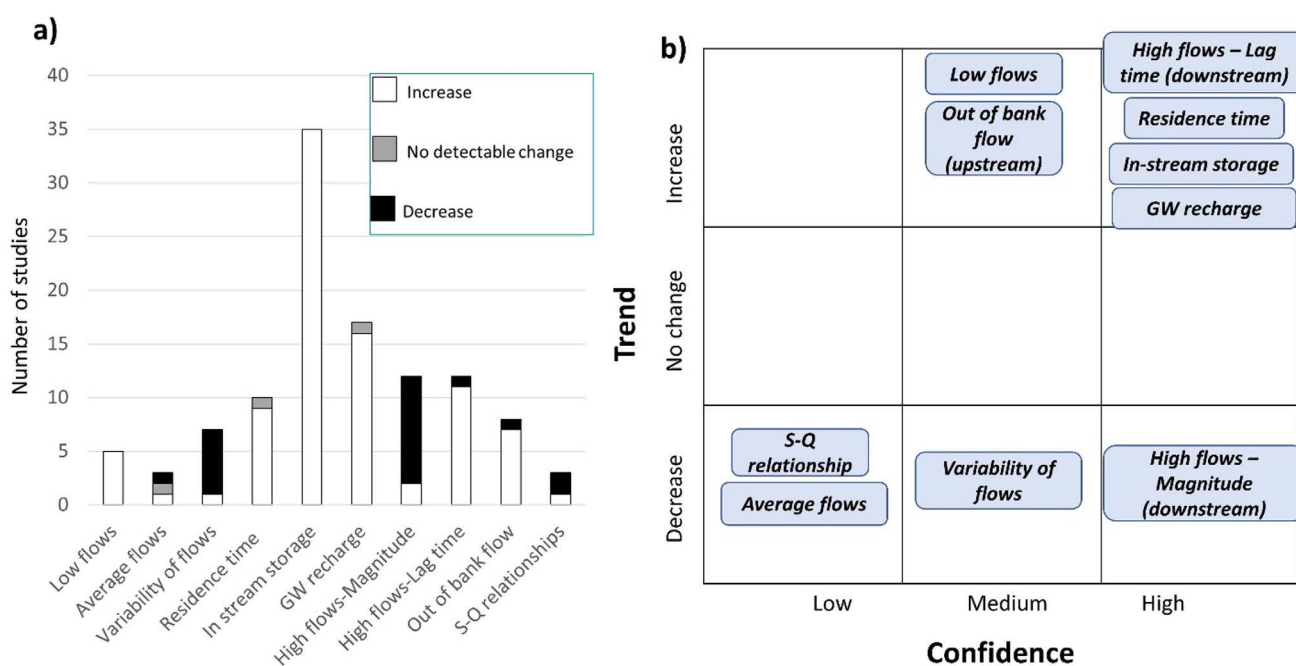 a)
40
35
30
25
20
15
10
5
0
Number of studies
Increase
No detectable change
Decrease
Low flows
Average flows
Variability of flows
Residence time
In stream storage
GW recharge
High flows-Magnitude
High flows-Lag time
Out of bank flow
S-Q relationships
b)
Trend
Increase
No change
Decrease
Low flows
Out of bank
flow
(upstream)
High flows – Lag
time (downstream)
Residence time
In-stream storage
GW recharge
S-Q
relationship
Average flows
Variability of
flows
High flows –
Magnitude
(downstream)
Low
Medium
High
Confidence